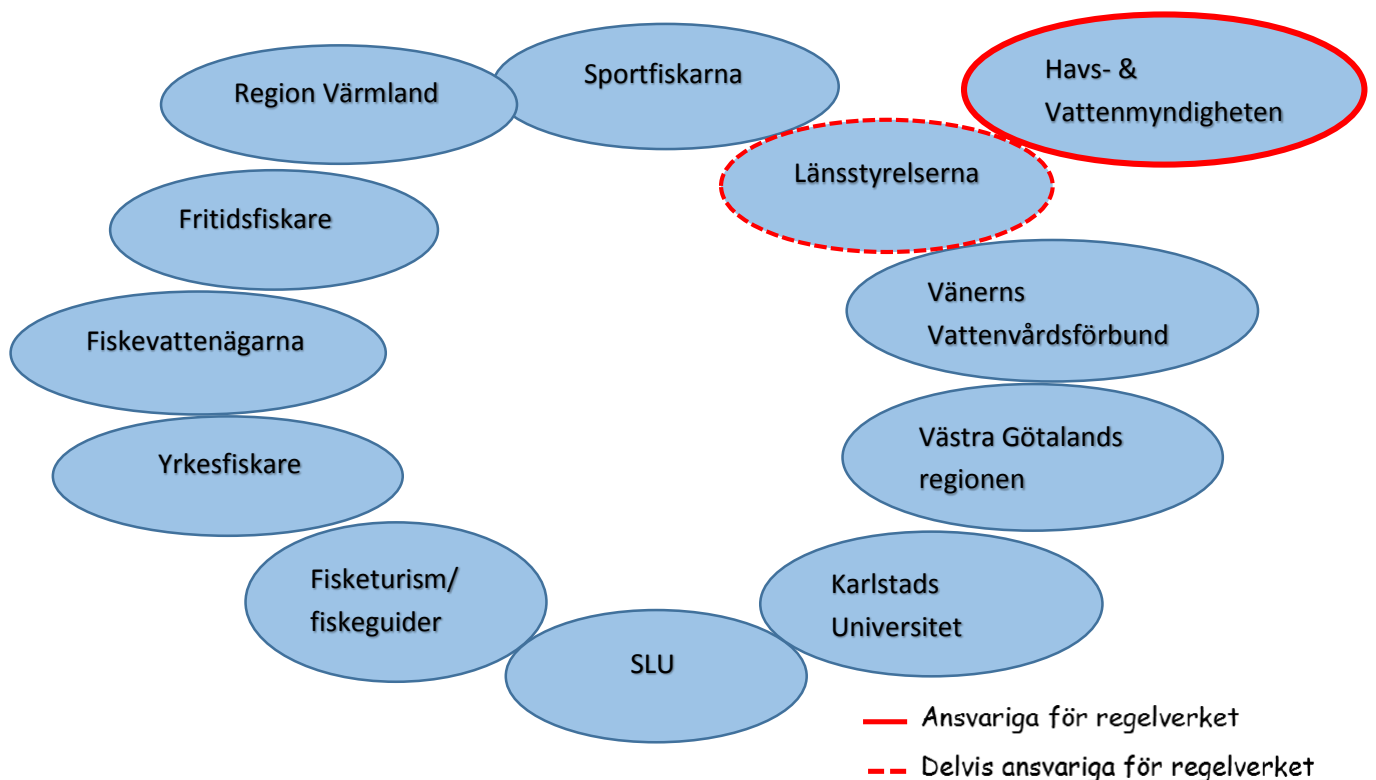 Sportfiskarna
Havs- &
Vattenmyndigheten
Region Värmland
Länsstyrelserna
Fritidsfiskare
Vänerns
Vattenvårdsförbund
Fiskevattenägarna
Västra Götalands
regionen
Yrkesfiskare
Fisketurism/
fiskeguider
Karlstads
Universitet
SLU
Ansvariga för regelverket
Delvis ansvariga för regelverket